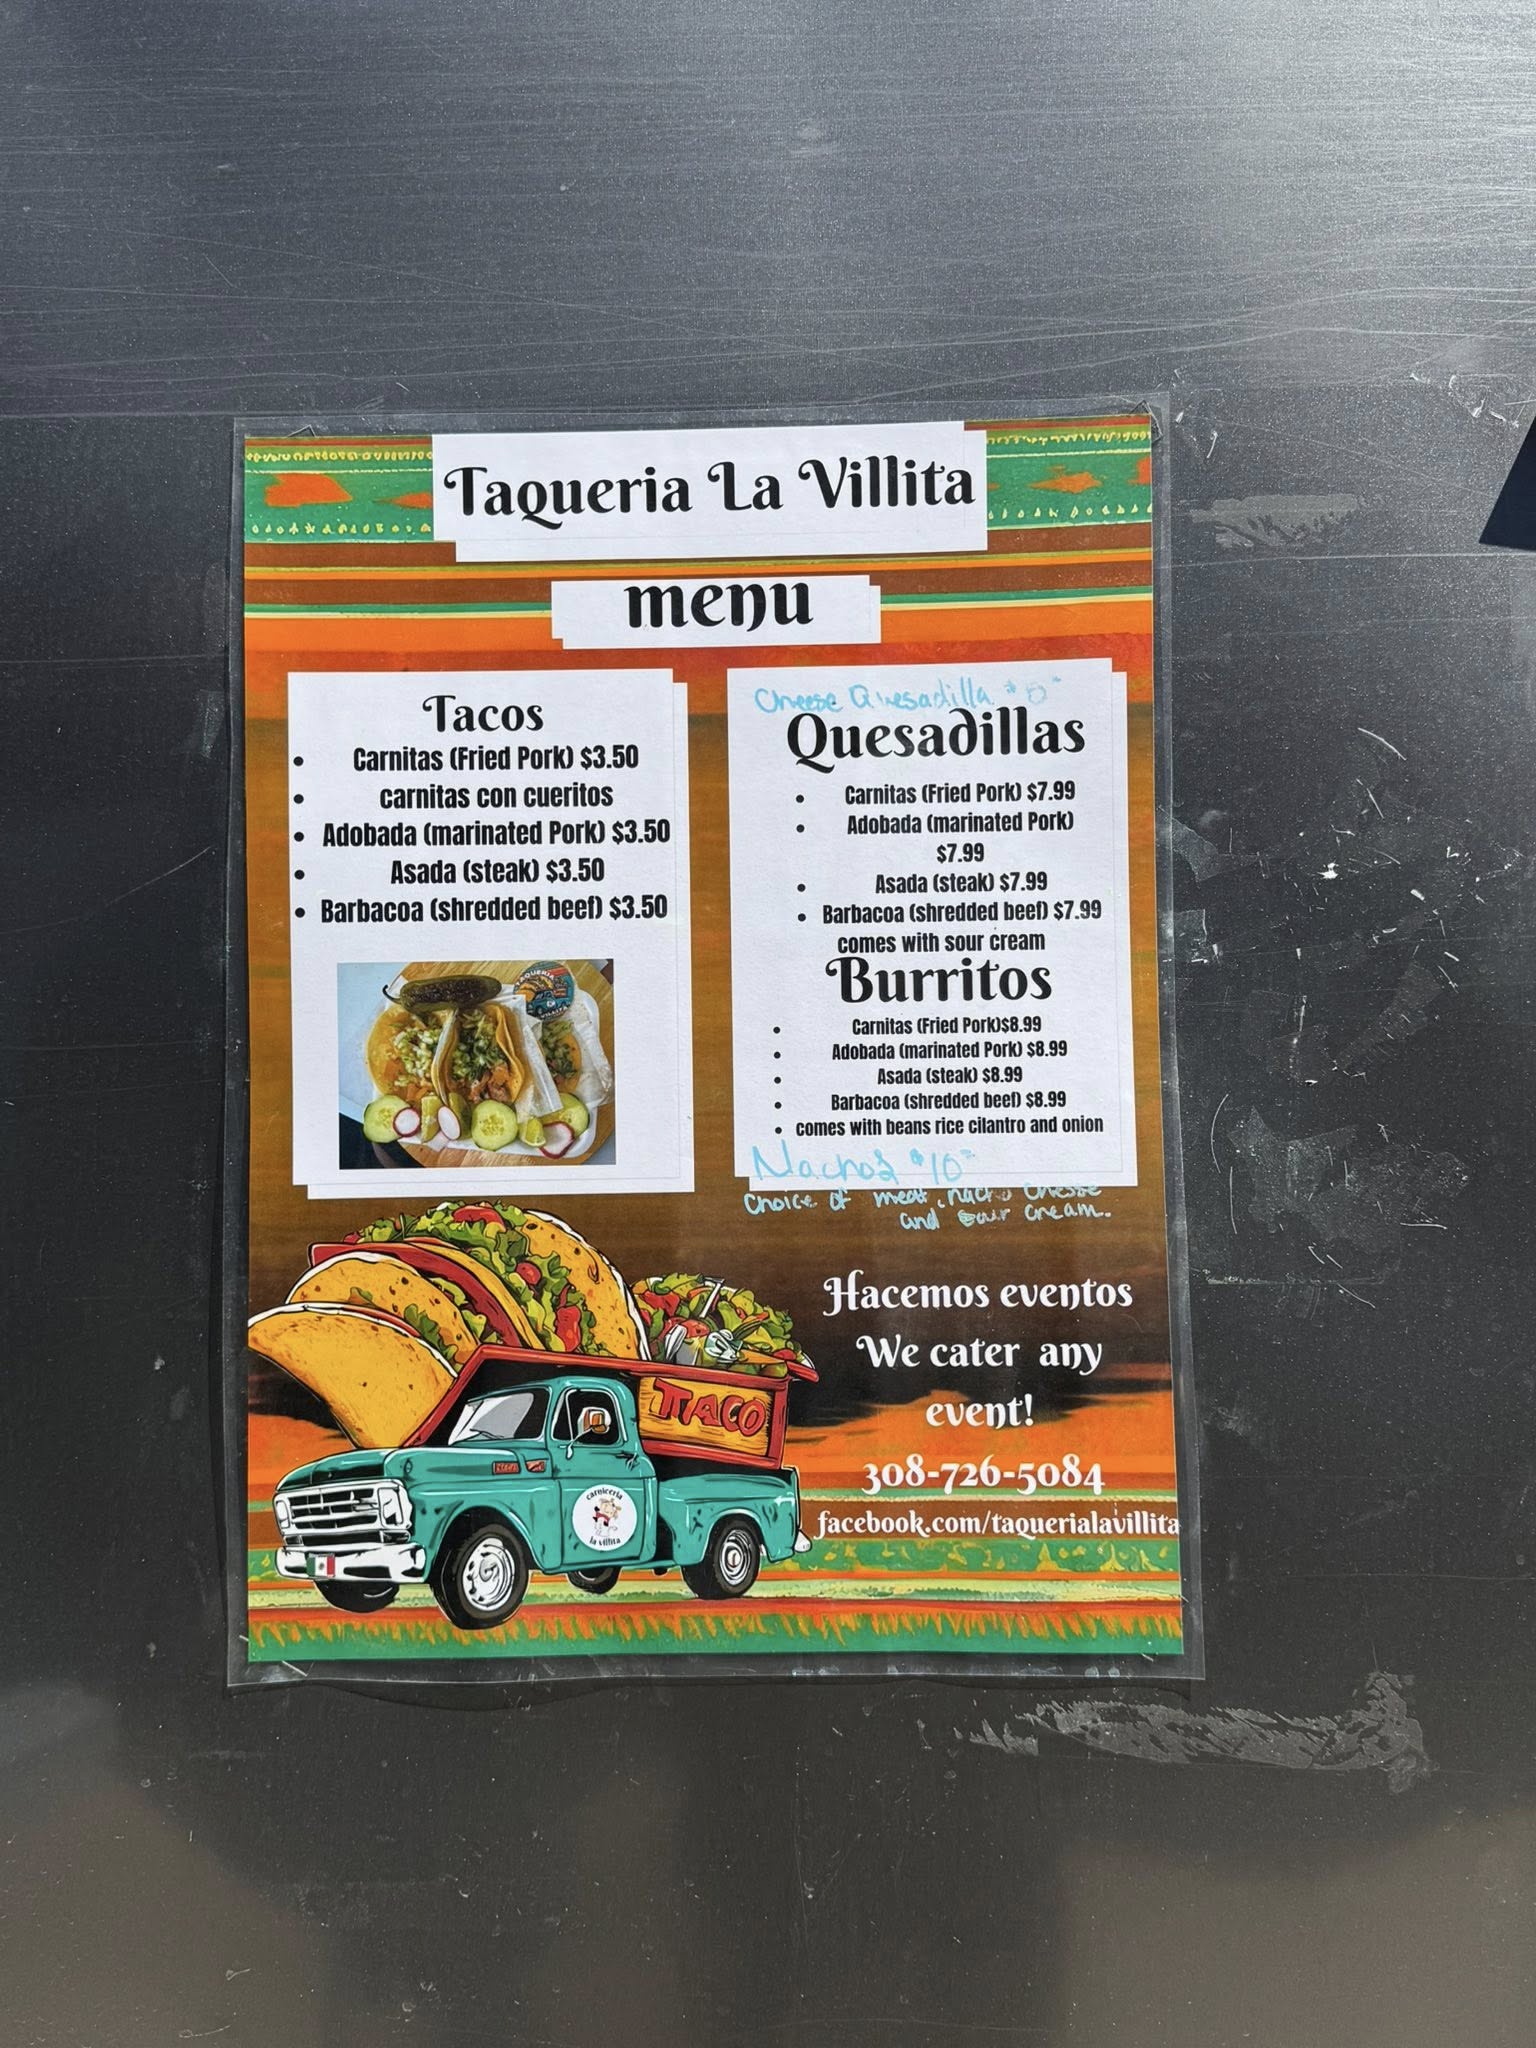 Taqueria La Villita
menu
Tacos
• Carnitas (Fried Pork) $3.50
• carnitas con cueritos
• Adobada (marinated Pork) $3.50
• Asada (steak) $3.50
• Barbacoa (shredded beef) $3.50
TAQUERIA
VILLITA
Cheese Quesadilla
Quesadillas
• Carnitas (Fried Pork) $7.99
• Adobada (marinated Pork)
$7.99
• Asada (steak) $7.99
• Barbacoa (shredded beef) $7.99
comes with sour cream
Burritos
• Carnitas (Fried Pork)$8.99
• Adobada (marinated Pork) $8.99
• Asada (steak) $8.99
• Barbacoa (shredded beef) $8.99
• comes with beans rice cilantro and onion
Nachos $10
Choice of meat, nacho cheese
and sour cream.
TACO
carniceria
la villita
Hacemos eventos
We cater any
event!
308-726-5084
facebook.com/taquerialavillita